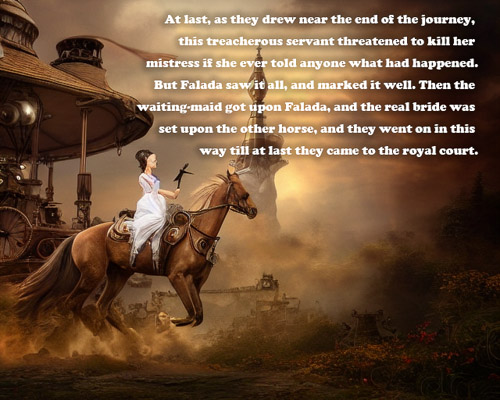 At last, as they drew near the end of the journey,
this treacherous servant threatened to kill her
mistress if she ever told anyone what had happened.
But Falada saw it all, and marked it well. Then the
waiting-maid got upon Falada, and the real bride was
set upon the other horse, and they went on in this
way till at last they came to the royal court.